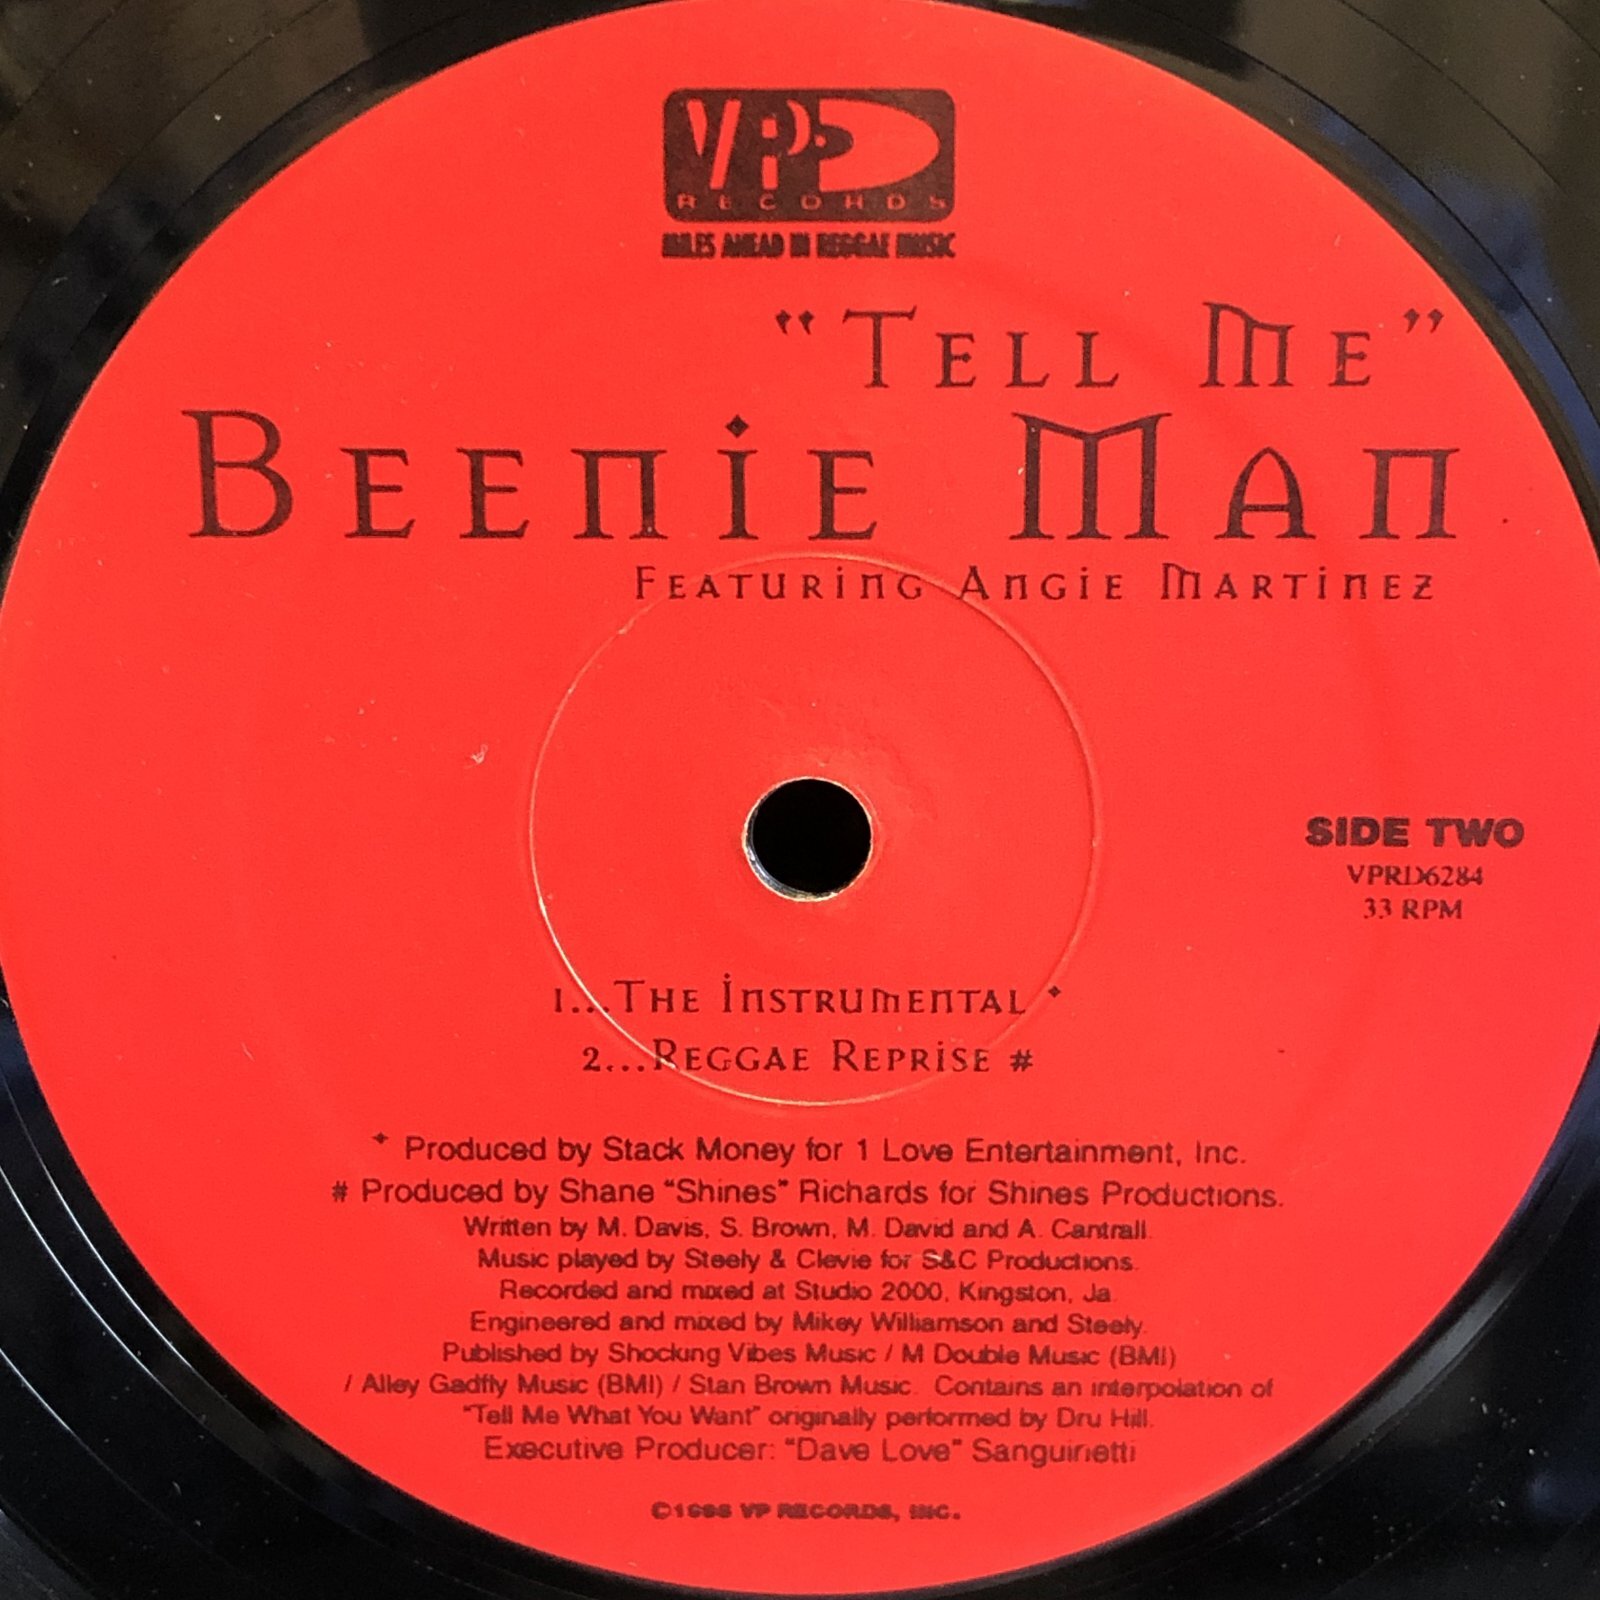 VP
RECORDS
MILES AHEAD IN REGGAE MUSIC
"TELL ME"
BEENIE MAN
FEATURING ANGIE MARTINEZ
SIDE TWO
VPRD6284
33 RPM
1...THE INSTRUMENTAL *
2...REGGAE REPRISE #
* Produced by Stack Money for 1 Love Entertainment, Inc.
# Produced by Shane "Shines" Richards for Shines Productions.
Written by M. Davis, S. Brown, M. David and A. Cantrall.
Music played by Steely & Clevie for S&C Productions.
Recorded and mixed at Studio 2000, Kingston, Ja.
Engineered and mixed by Mikey Williamson and Steely.
Published by Shocking Vibes Music / M Double Music (BMI)
/ Alley Gadfly Music (BMI) / Stan Brown Music. Contains an interpolation of
"Tell Me What You Want" originally performed by Dru Hill.
Executive Producer: "Dave Love" Sanguinetti
©1998 VP RECORDS, INC.